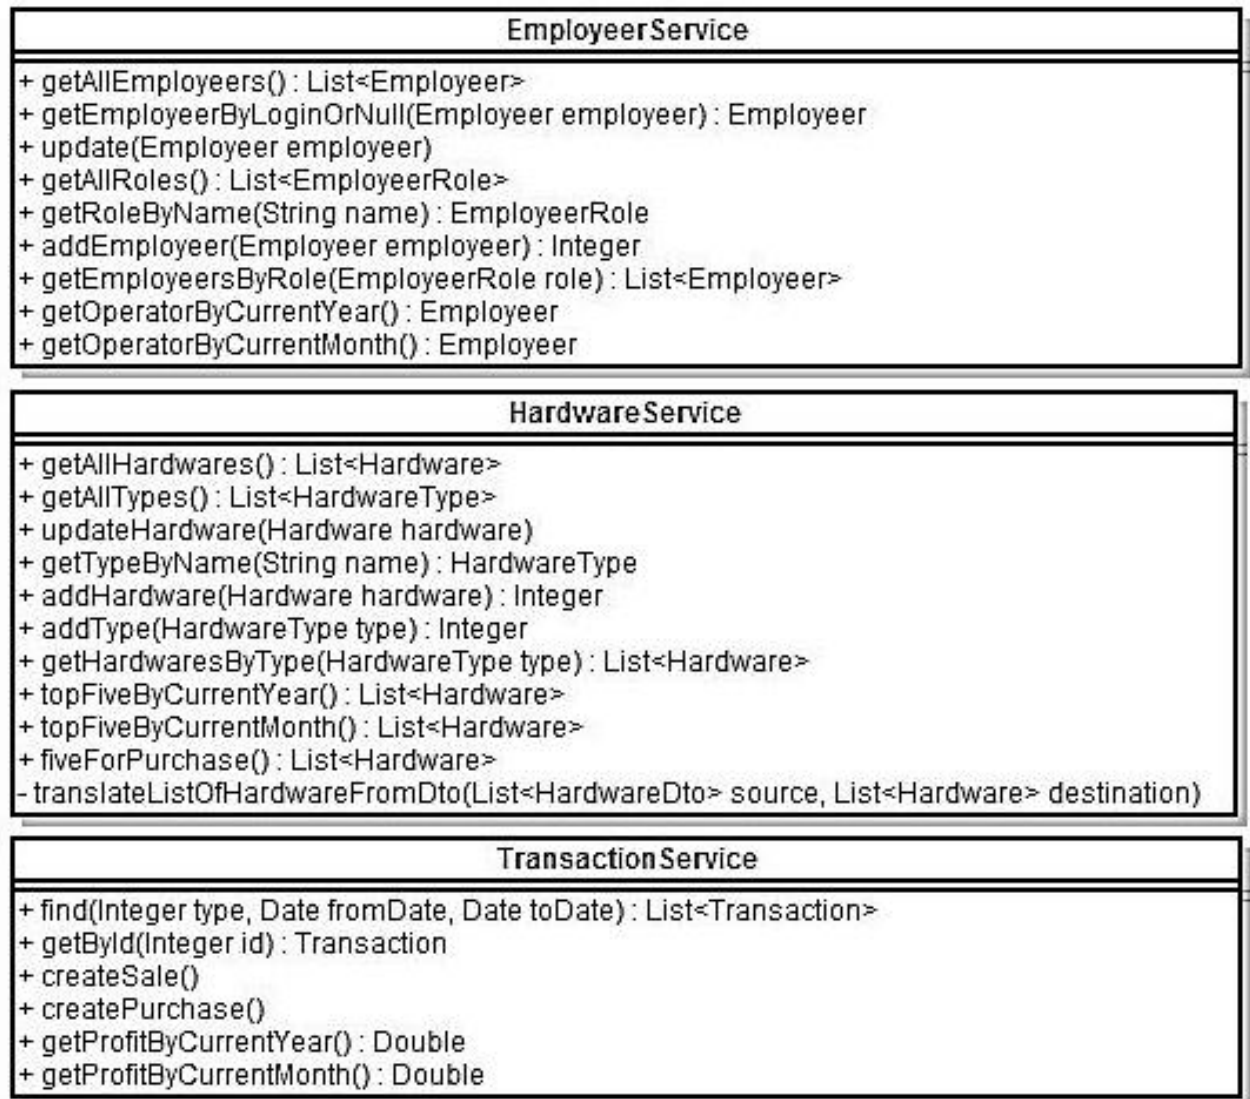 EmployeerService
+ getAllEmployeers() : List<Employeer>
+ getEmployeerByLoginOrNull(Employeer employeer) : Employeer
+ update(Employeer employeer)
+ getAllRoles() : List<EmployeerRole>
+ getRoleByName(String name) : EmployeerRole
+ addEmployeer(Employeer employeer) : Integer
+ getEmployeersByRole(EmployeerRole role) : List<Employeer>
+ getOperatorByCurrentYear() : Employeer
+ getOperatorByCurrentMonth() : Employeer
HardwareService
+ getAllHardwares() : List<Hardware>
+ getAllTypes() : List<HardwareType>
+ updateHardware(Hardware hardware)
+ getTypeByName(String name) : HardwareType
+ addHardware(Hardware hardware) : Integer
+ addType(HardwareType type) : Integer
+ getHardwaresByType(HardwareType type) : List<Hardware>
+ topFiveByCurrentYear() : List<Hardware>
+ topFiveByCurrentMonth() : List<Hardware>
+ fiveForPurchase() : List<Hardware>
- translateListOfHardwareFromDto(List<HardwareDto> source, List<Hardware> destination)
TransactionService
+ find(Integer type, Date fromDate, Date toDate) : List<Transaction>
+ getById(Integer id) : Transaction
+ createSale()
+ createPurchase()
+ getProfitByCurrentYear() : Double
+ getProfitByCurrentMonth() : Double